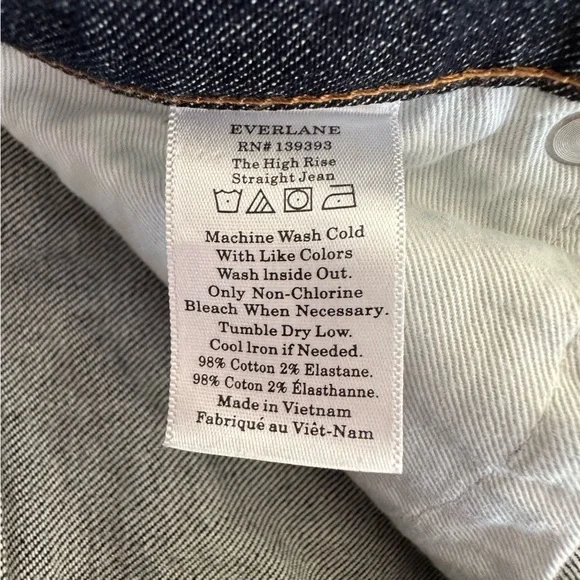 EVERLANE
RN# 139393
The High Rise
Straight Jean
Machine Wash Cold
With Like Colors
Wash Inside Out.
Only Non-Chlorine
Bleach When Necessary.
Tumble Dry Low.
Cool Iron if Needed.
98% Cotton 2% Elastane.
98% Coton 2% Élasthanne.
Made in Vietnam
Fabriqué au Viêt-Nam